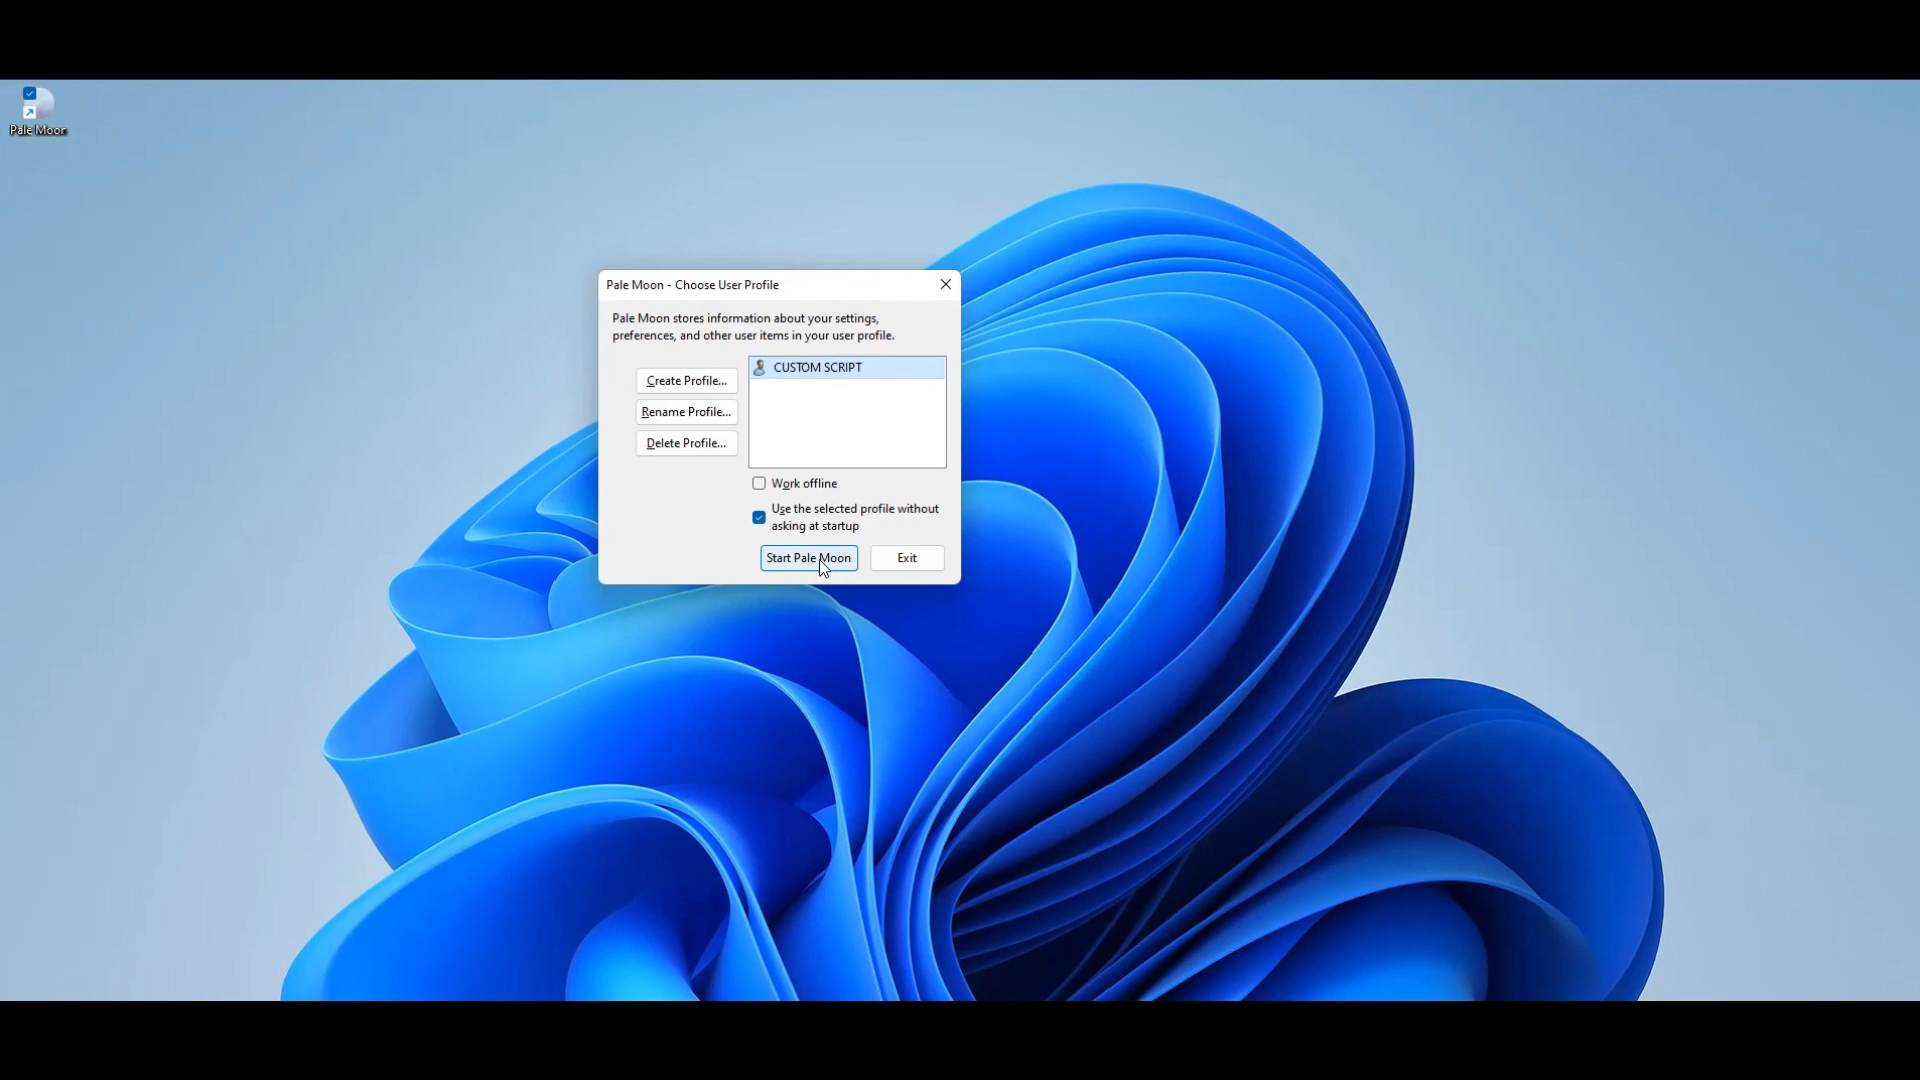 Pale Moon
Pale Moon - Choose User Profile
Pale Moon stores information about your settings,
preferences, and other user items in your user profile.
CUSTOM SCRIPT
Create Profile...
Rename Profile...
Delete Profile...
Work offline
Use the selected profile without
asking at startup
Start Pale Moon
Exit